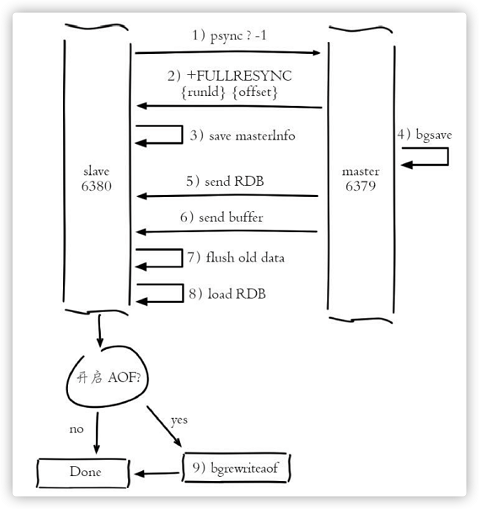 1) psync ? -1
2) +FULLRESYNC
{runId} {offset}
3) save masterInfo
4) bgsave
slave
6380
master
6379
5) send RDB
6) send buffer
7) flush old data
8) load RDB
开启 AOF?
no
yes
Done
9) bgrewriteaof